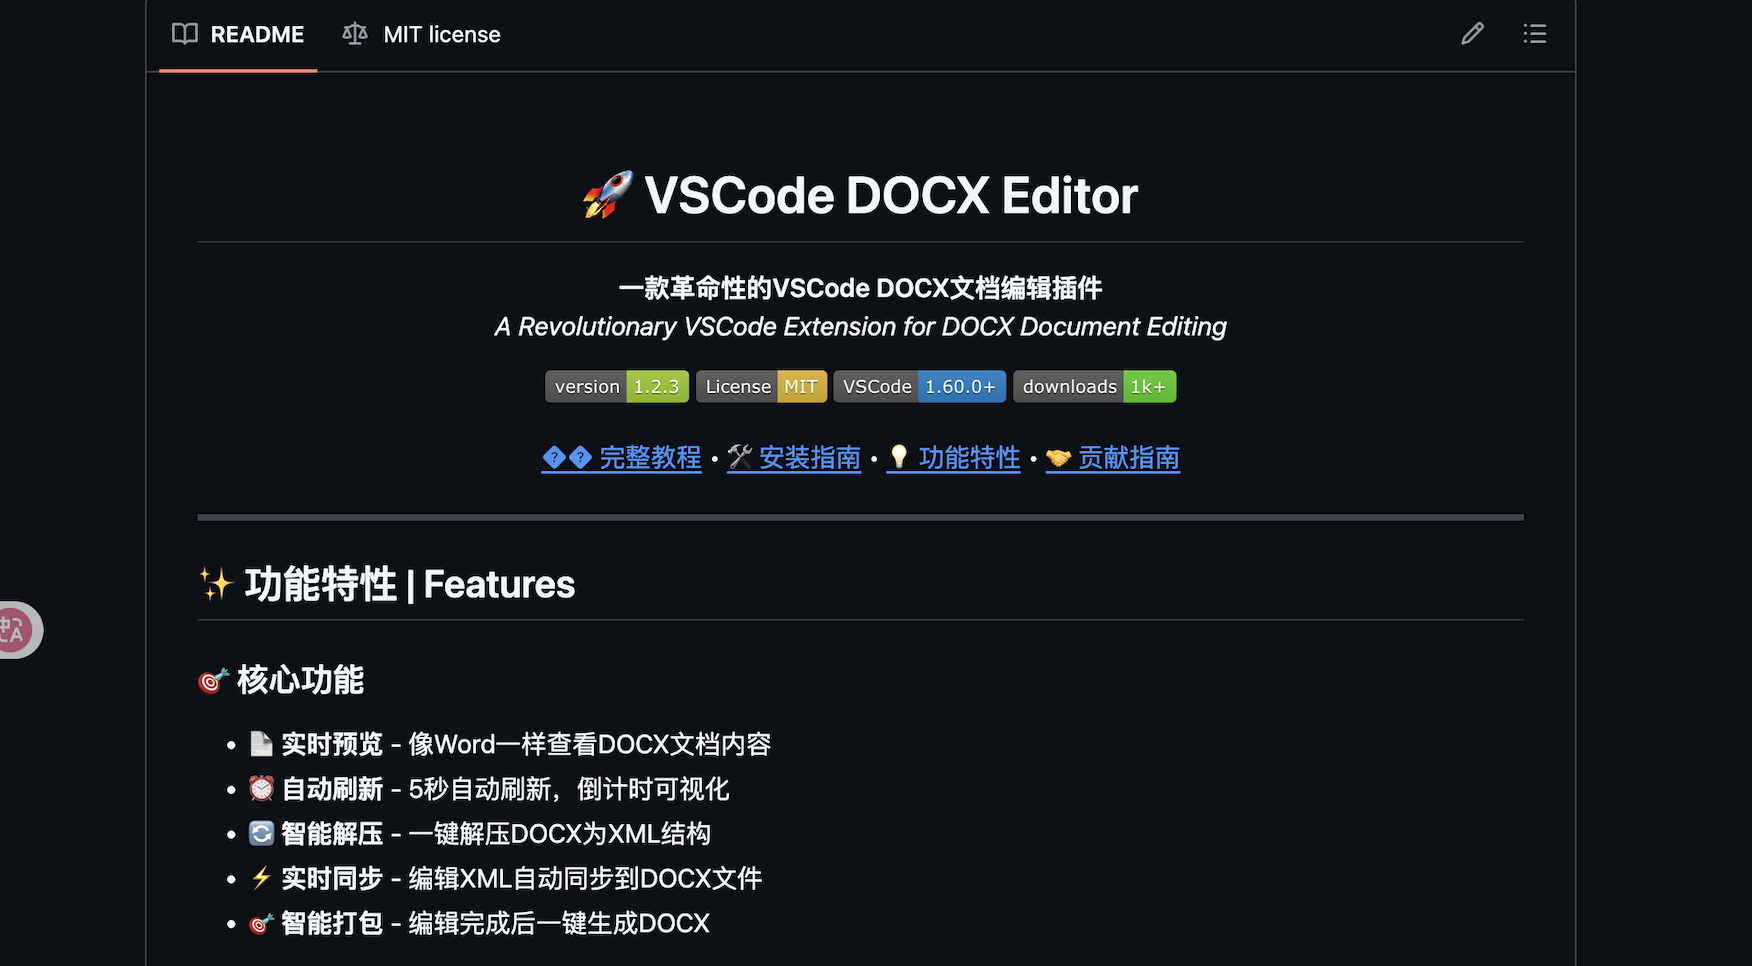 README
MIT license
🚀 VSCode DOCX Editor
一款革命性的VSCode DOCX文档编辑插件
A Revolutionary VSCode Extension for DOCX Document Editing
version 1.2.3 License MIT VSCode 1.60.0+ downloads 1k+
�� 完整教程 • 🛠 安装指南 • 💡 功能特性 • 🤝 贡献指南
✨ 功能特性 | Features
🎯 核心功能
• 📄 实时预览 - 像Word一样查看DOCX文档内容
• ⏰ 自动刷新 - 5秒自动刷新，倒计时可视化
• 🔄 智能解压 - 一键解压DOCX为XML结构
• ⚡ 实时同步 - 编辑XML自动同步到DOCX文件
• 🎯 智能打包 - 编辑完成后一键生成DOCX
中
A